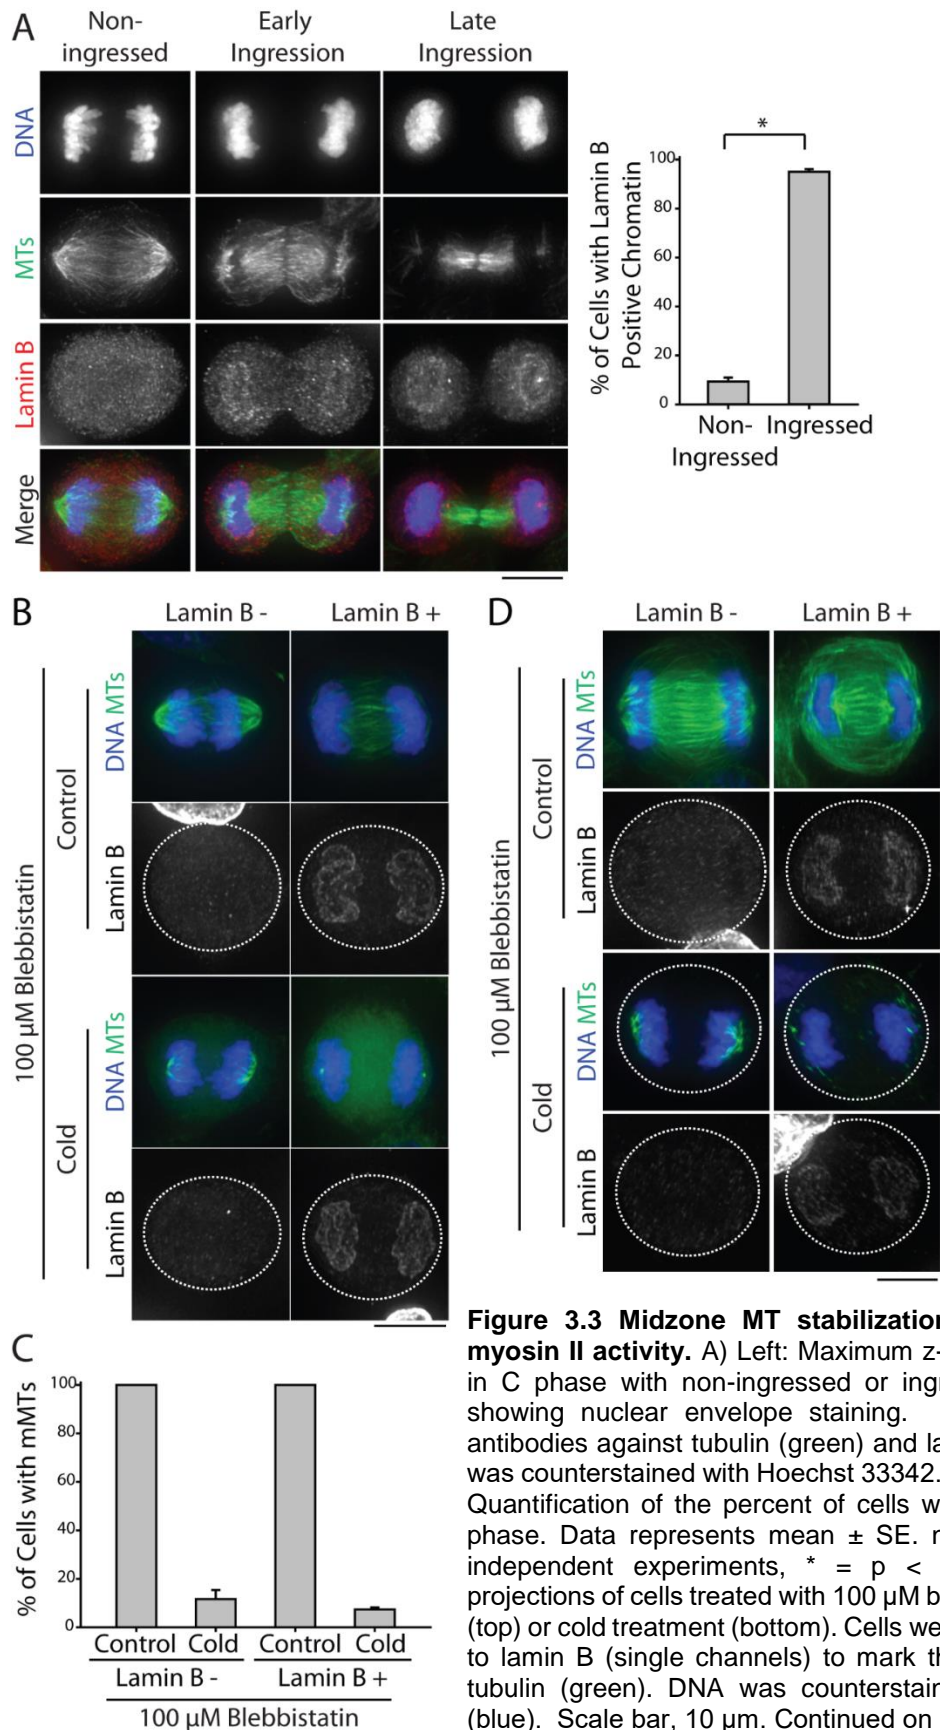 A
Non-
ingressed
Early
Ingression
Late
Ingression
DNA
MTs
Lamin B
Merge
% of Cells with Lamin B
Positive Chromatin
*
100
80
60
40
20
0
Non-
Ingressed
Ingressed
B
Lamin B -
Lamin B +
100 µM Blebbistatin
Control
Cold
DNA MTs
Lamin B
DNA MTs
Lamin B
D
Lamin B -
Lamin B +
100 µM Blebbistatin
Control
Cold
DNA MTs
Lamin B
DNA MTs
Lamin B
C
% of Cells with mMTs
100
80
60
40
20
0
Control Cold Control Cold
Lamin B - Lamin B +
100 µM Blebbistatin
Figure 3.3 Midzone MT stabilization
myosin II activity. A) Left: Maximum z-
in C phase with non-ingressed or ingr
showing nuclear envelope staining.
antibodies against tubulin (green) and la
was counterstained with Hoechst 33342.
Quantification of the percent of cells w
phase. Data represents mean ± SE. n
independent experiments, * = p <
projections of cells treated with 100 µM b
(top) or cold treatment (bottom). Cells we
to lamin B (single channels) to mark th
tubulin (green). DNA was counterstain
(blue). Scale bar, 10 µm. Continued on